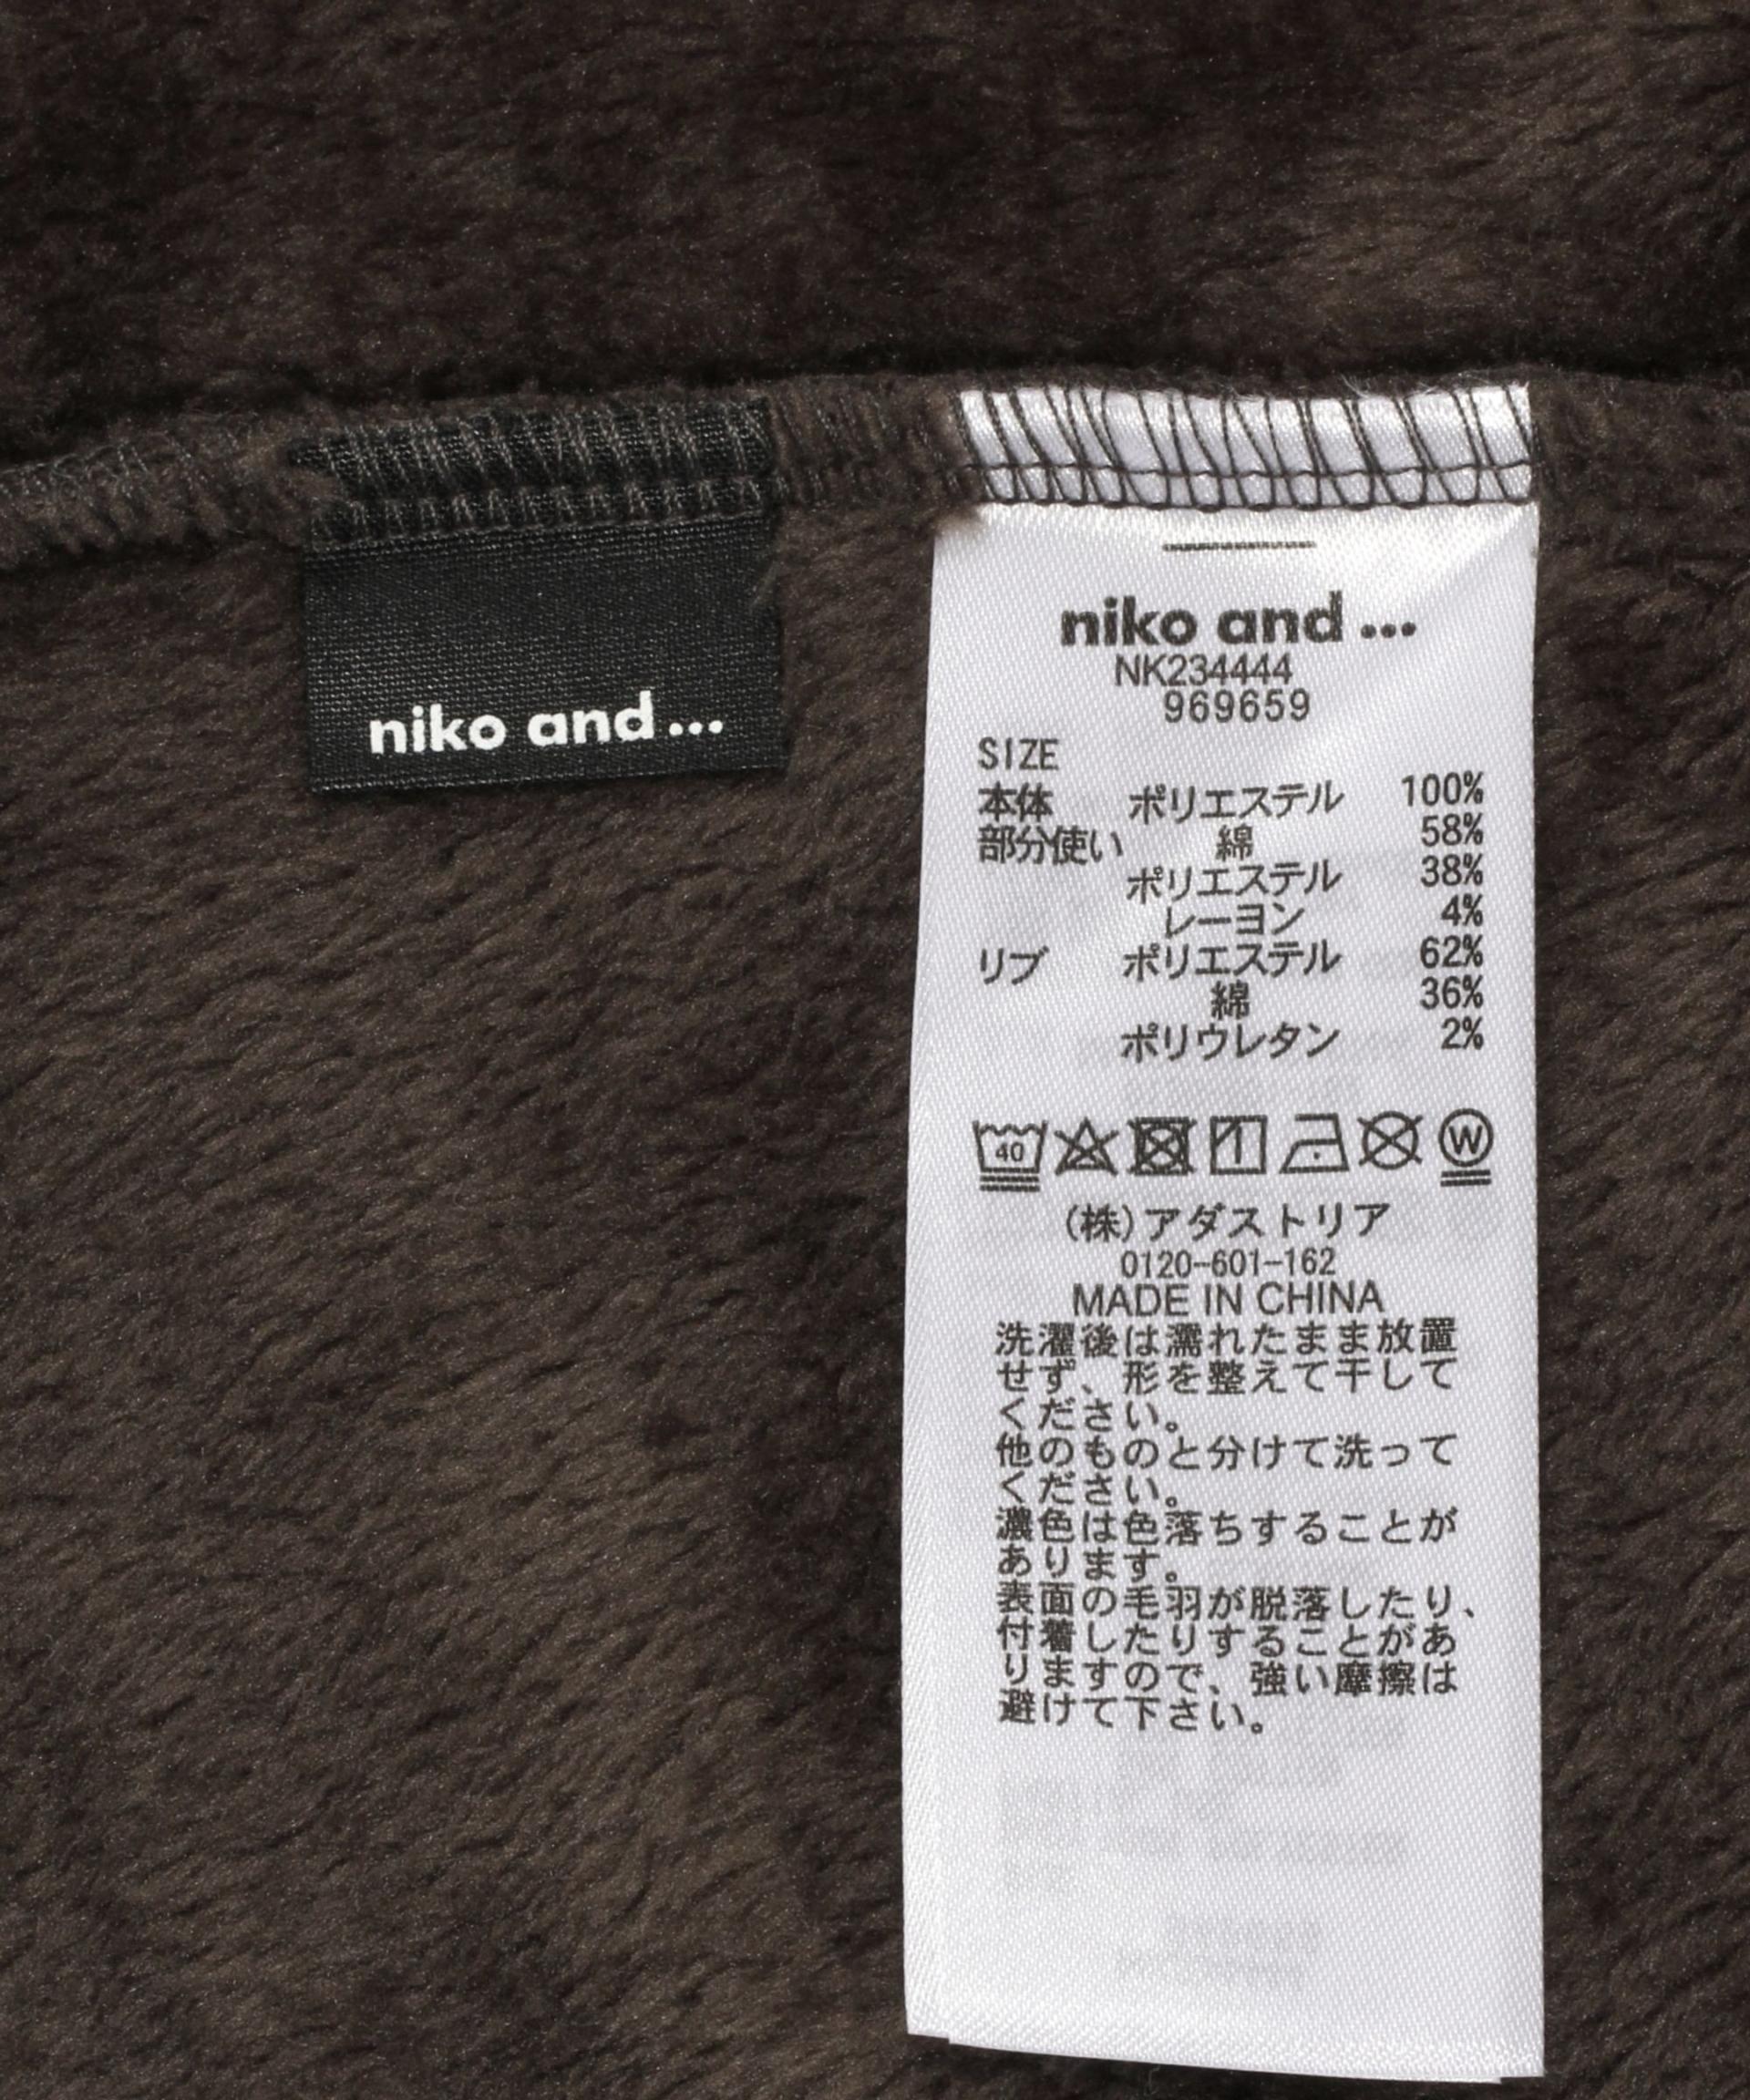 niko and ...
niko and ...
NK234444
969659
SIZE
本体 ポリエステル 100%
部分使い 綿 58%
ポリエステル 38%
レーヨン 4%
リブ ポリエステル 62%
綿 36%
ポリウレタン 2%
40 W
(株)アダストリア
0120-601-162
MADE IN CHINA
洗濯後は濡れたまま放置
せず、形を整えて干して
ください。
他のものと分けて洗って
ください。
濃色は色落ちすることが
あります。
表面の毛羽が脱落したり、
付着したりすることがあ
りますので、強い摩擦は
避けて下さい。